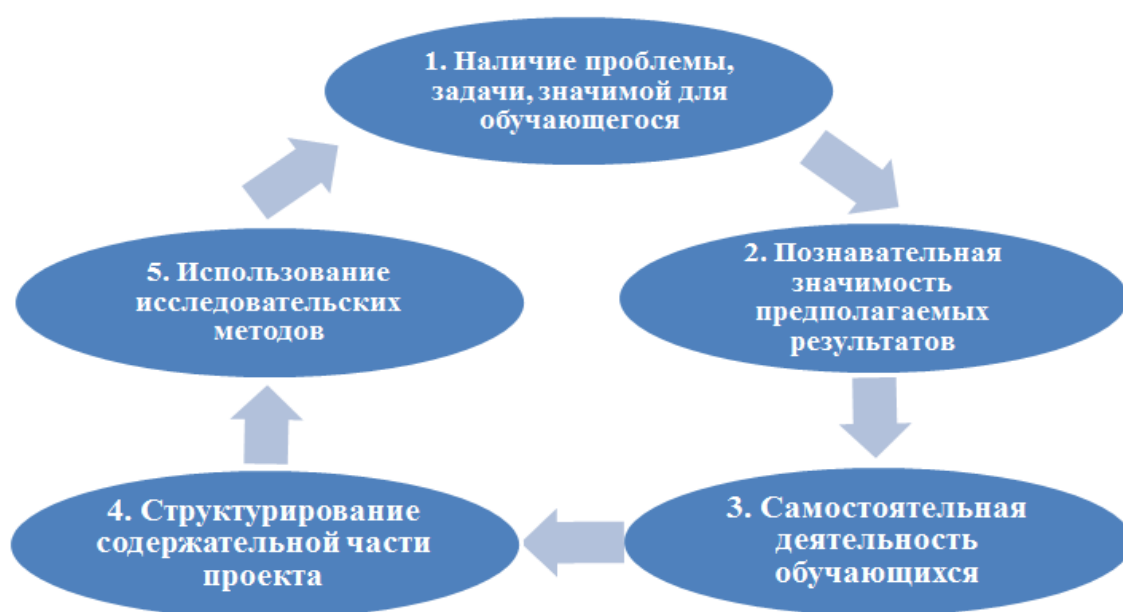 1. Наличие проблемы,
задачи, значимой для
обучающегося
2. Познавательная
значимость
предполагаемых
результатов
3. Самостоятельная
деятельность
обучающихся
4. Структурирование
содержательной части
проекта
5. Использование
исследовательских
методов